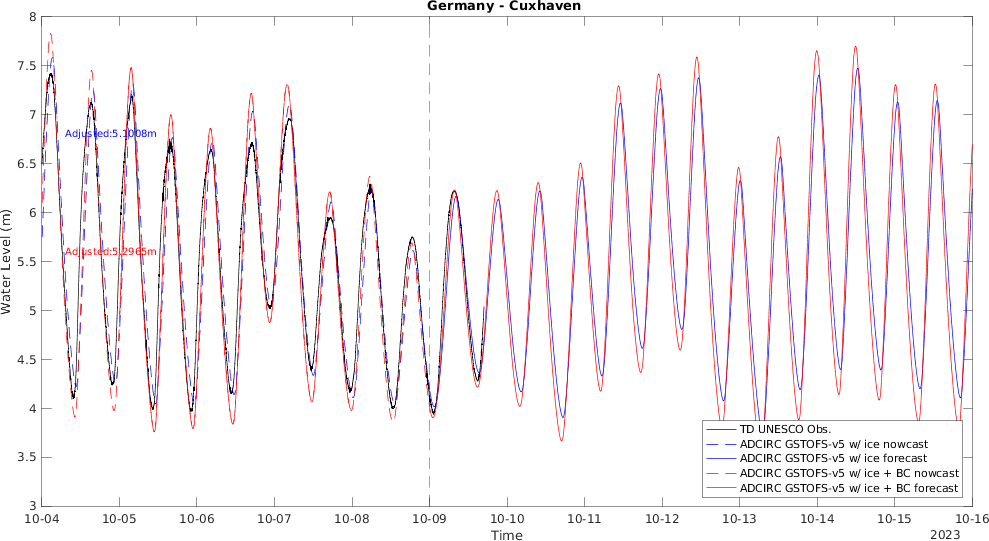 Germany - Cuxhaven
8
7.5
7
6.5
6
5.5
5
4.5
4
3.5
3
Water Level (m)
Adjusted:5.1008m
Adjusted:5.2965m
TD UNESCO Obs.
ADCIRC GSTOFS-v5 w/ ice nowcast
ADCIRC GSTOFS-v5 w/ ice forecast
ADCIRC GSTOFS-v5 w/ ice + BC nowcast
ADCIRC GSTOFS-v5 w/ ice + BC forecast
10-04 10-05 10-06 10-07 10-08 10-09 10-10 10-11 10-12 10-13 10-14 10-15 10-16
Time
2023